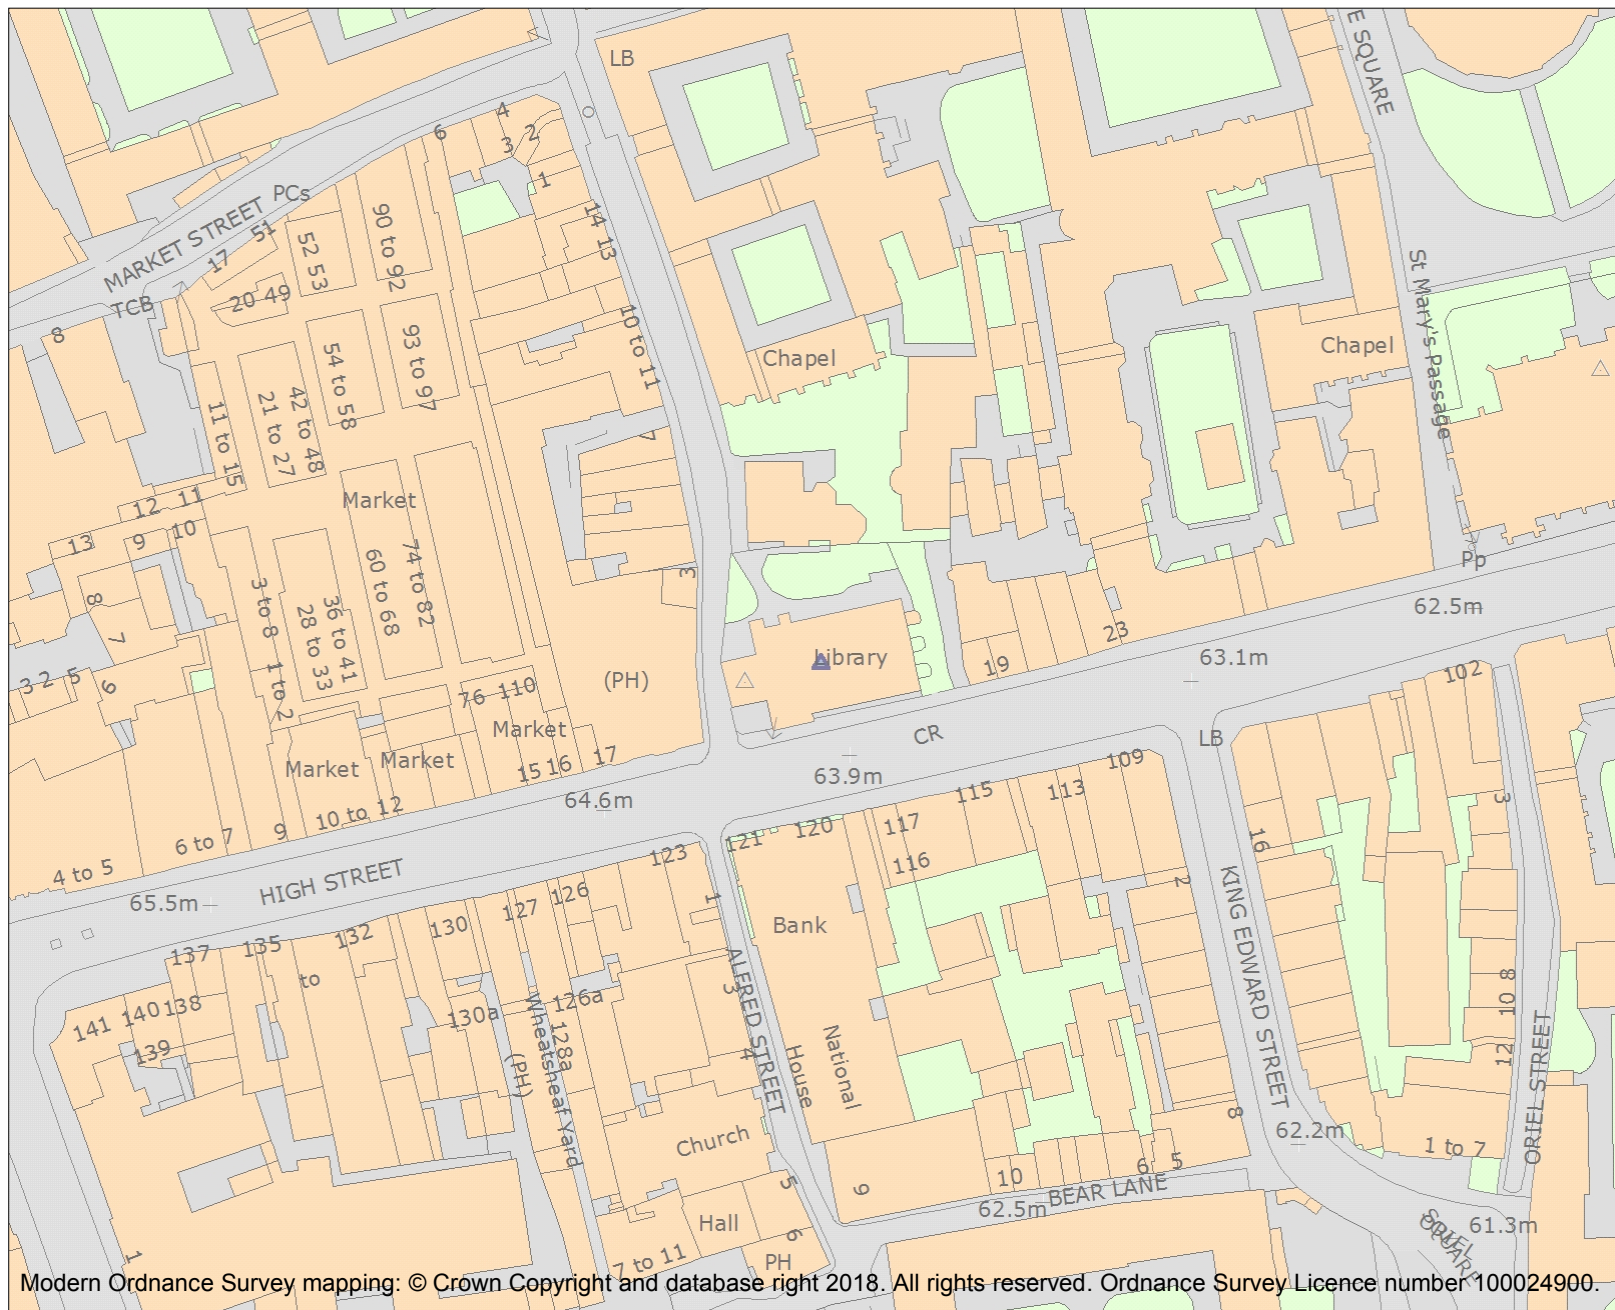 LB
E SQUARE
4
6
3
2
1
PCs
MARKET STREET
51
17
52 53
90 to 92
14 13
20 49
TCB
8
93 to 97
54 to 58
10 to 11
Chapel
Chapel
St Mary's Passage
42 to 48
21 to 27
11 to 15
7
Market
12
11
10
13
9
74 to 82
60 to 68
Pp
3 to 8
36 to 41
28 to 33
3
62.5m
8
7
23
Library
63.1m
19
3
2
5
6
1 to 2
76
110
(PH)
102
Market
CR
LB
Market
Market
15
16
17
63.9m
109
115
113
3
64.6m
10 to 12
9
6 to 7
4 to 5
121
120
117
116
16
123
2
HIGH STREET
65.5m
126
127
1
Bank
130
132
135
137
to
KING EDWARD STREET
ALFRED STREET
3
8
10
126a
138
140
141
130a
128a
Wheatsheaf Yard
139
(PH)
4
House
National
12
ORIEL STREET
8
62.2m
Church
1 to 7
6
5
10
BEAR LANE
9
5
62.5m
Hall
6
61.3m
ORIEL
SQUARE
1
7 to 11
PH
Modern Ordnance Survey mapping: © Crown Copyright and database right 2018. All rights reserved. Ordnance Survey Licence number 100024900.